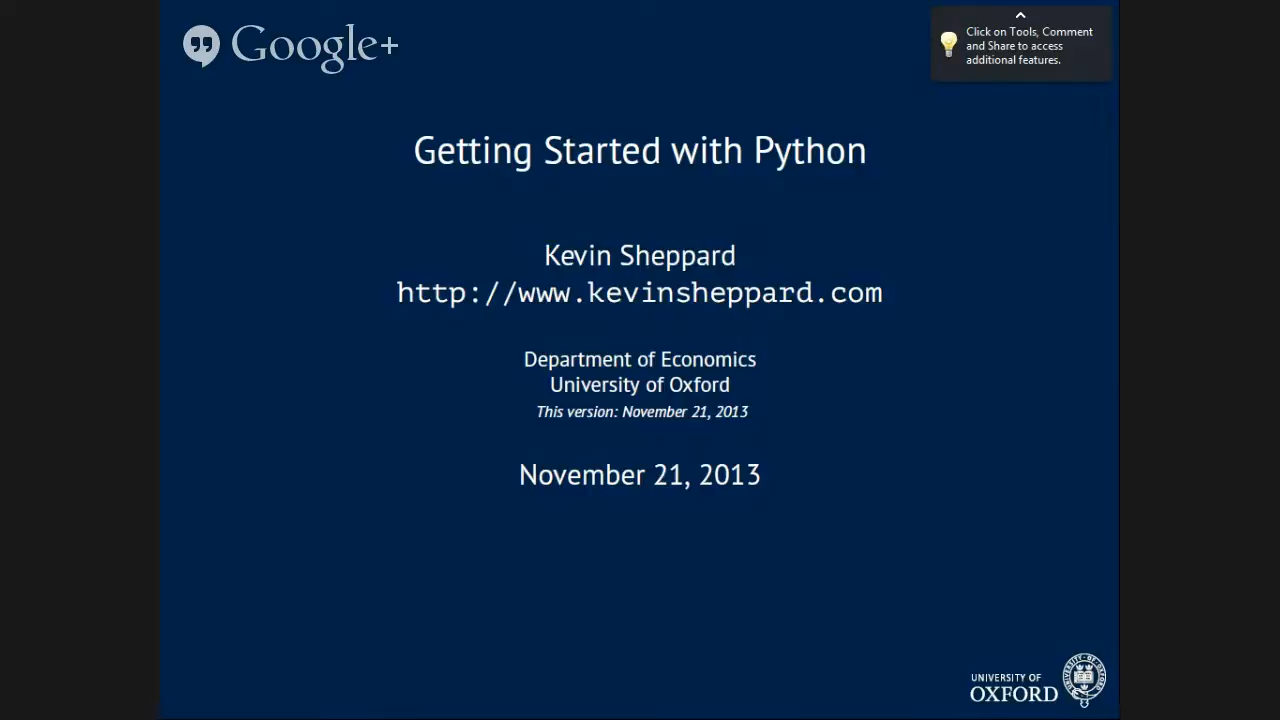 Google+
Click on Tools, Comment
and Share to access
additional features.
Getting Started with Python
Kevin Sheppard
http://www.kevinsheppard.com
Department of Economics
University of Oxford
This version: November 21, 2013
November 21, 2013
UNIVERSITY OF
OXFORD